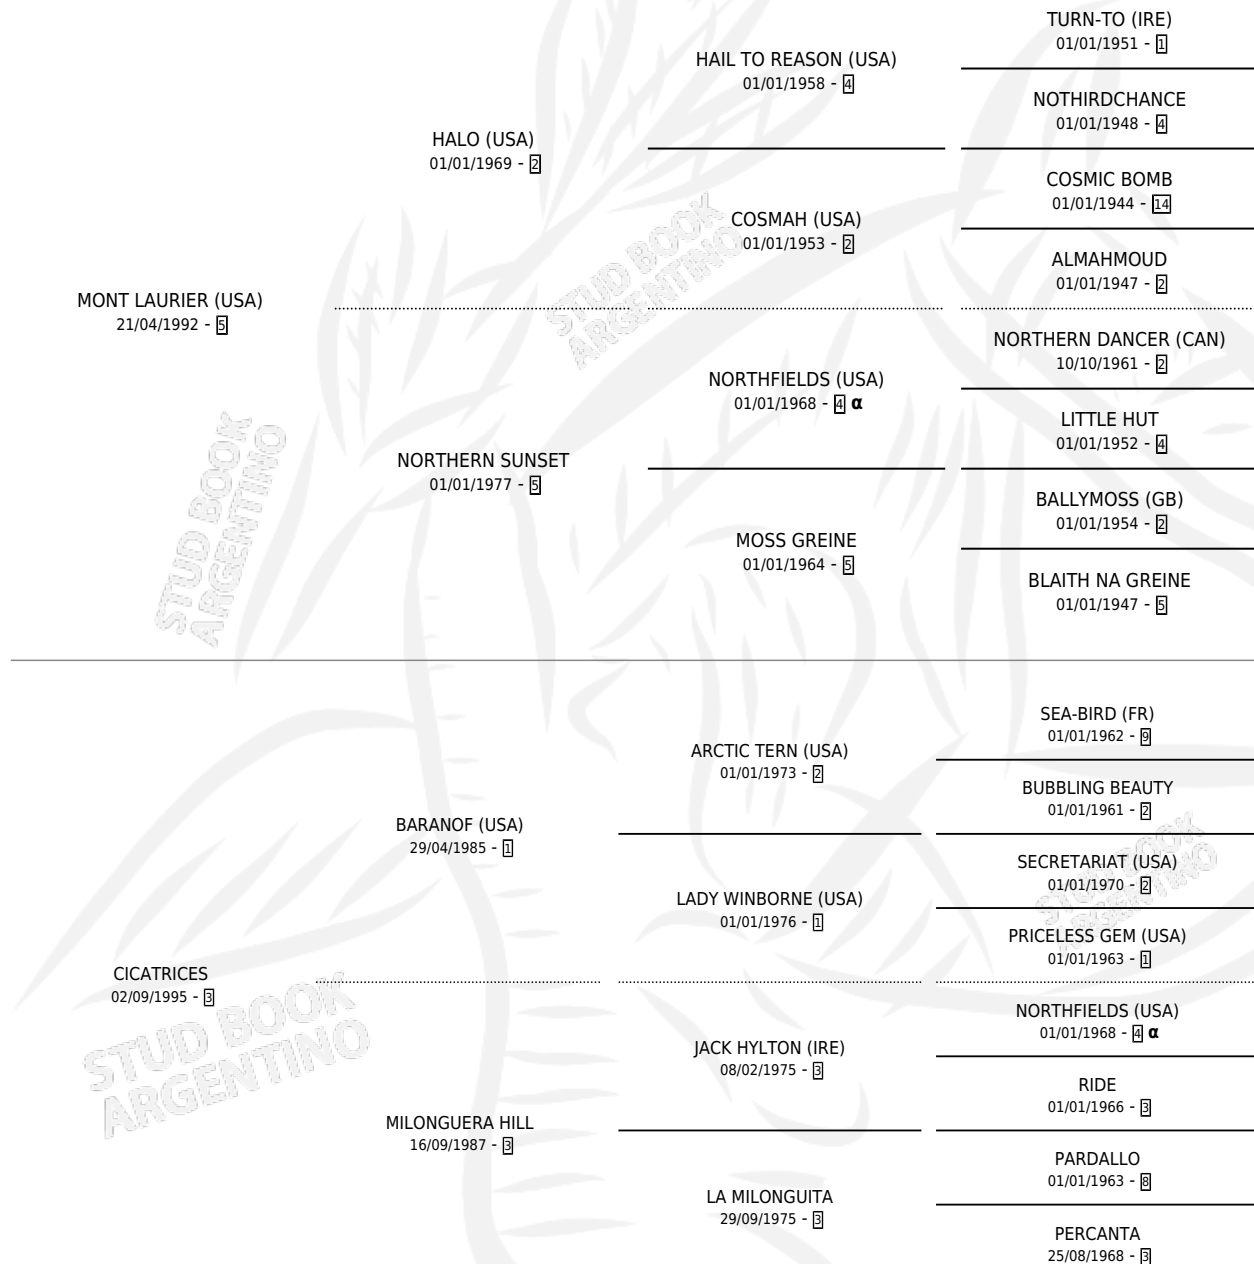 TURN-TO (IRE)
01/01/1951 - 1
HAIL TO REASON (USA)
01/01/1958 - 4
NOTHIRDCHANCE
01/01/1948 - 4
HALO (USA)
01/01/1969 - 2
COSMIC BOMB
01/01/1944 - 14
COSMAH (USA)
01/01/1953 - 2
ALMAHMOUD
01/01/1947 - 2
MONT LAURIER (USA)
21/04/1992 - 5
NORTHERN DANCER (CAN)
10/10/1961 - 2
NORTHFIELDS (USA)
01/01/1968 - 4 α
LITTLE HUT
01/01/1952 - 4
NORTHERN SUNSET
01/01/1977 - 5
BALLYMOSS (GB)
01/01/1954 - 2
MOSS GREINE
01/01/1964 - 5
BLAITH NA GREINE
01/01/1947 - 5
SEA-BIRD (FR)
01/01/1962 - 9
ARCTIC TERN (USA)
01/01/1973 - 2
BUBBLING BEAUTY
01/01/1961 - 2
BARANOF (USA)
29/04/1985 - 1
SECRETARIAT (USA)
01/01/1970 - 2
LADY WINBORNE (USA)
01/01/1976 - 1
PRICELESS GEM (USA)
01/01/1963 - 1
CICATRICES
02/09/1995 - 3
NORTHFIELDS (USA)
01/01/1968 - 4 α
JACK HYLTON (IRE)
08/02/1975 - 3
RIDE
01/01/1966 - 3
MILONGUERA HILL
16/09/1987 - 3
PARDALLO
01/01/1963 - 8
LA MILONGUITA
29/09/1975 - 3
PERCANTA
25/08/1968 - 3
STUD BOOK
ARGENTINO
STUD BOOK
ARGENTINO
STUD BOOK
ARGENTINO
STUD BOOK
ARGENTINO